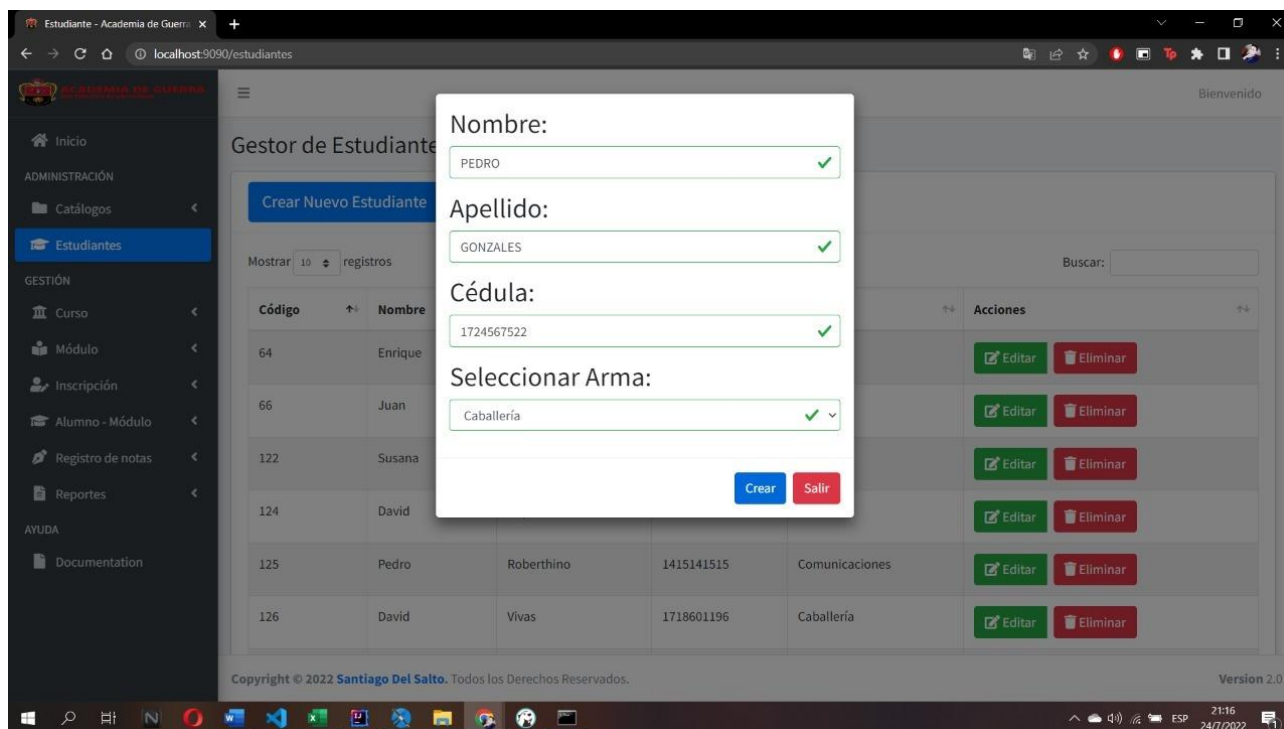 Estudiante - Academia de Guerra
localhost:9090/estudiantes
ACADEMIA DE GUERRA
Bienvenido
Inicio
ADMINISTRACIÓN
Catálogos
Estudiantes
GESTIÓN
Curso
Módulo
Inscripción
Alumno - Módulo
Registro de notas
Reportes
AYUDA
Documentation
Gestor de Estudiante
Crear Nuevo Estudiante
Mostrar 10 registros
Buscar:
Código Nombre Acciones
64 Enrique Editar Eliminar
66 Juan Editar Eliminar
122 Susana Editar Eliminar
124 David Editar Eliminar
125 Pedro Roberthino 1415141515 Comunicaciones Editar Eliminar
126 David Vivas 1718601196 Caballería Editar Eliminar
Nombre:
PEDRO
Apellido:
GONZALES
Cédula:
1724567522
Seleccionar Arma:
Caballería
Crear Salir
Copyright © 2022 Santiago Del Salto. Todos los Derechos Reservados.
Version 2.0
ESP
21:16
24/7/2022